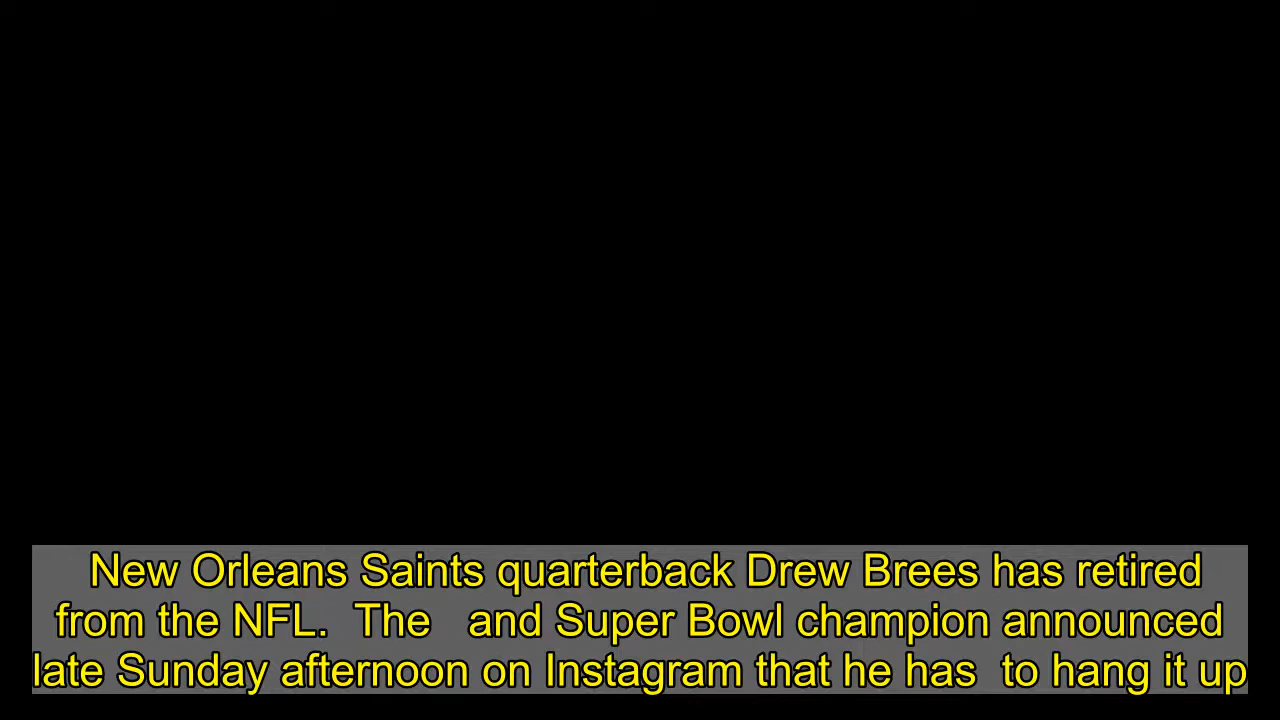 New Orleans Saints quarterback Drew Brees has retired
from the NFL.  The   and Super Bowl champion announced
late Sunday afternoon on Instagram that he has  to hang it up